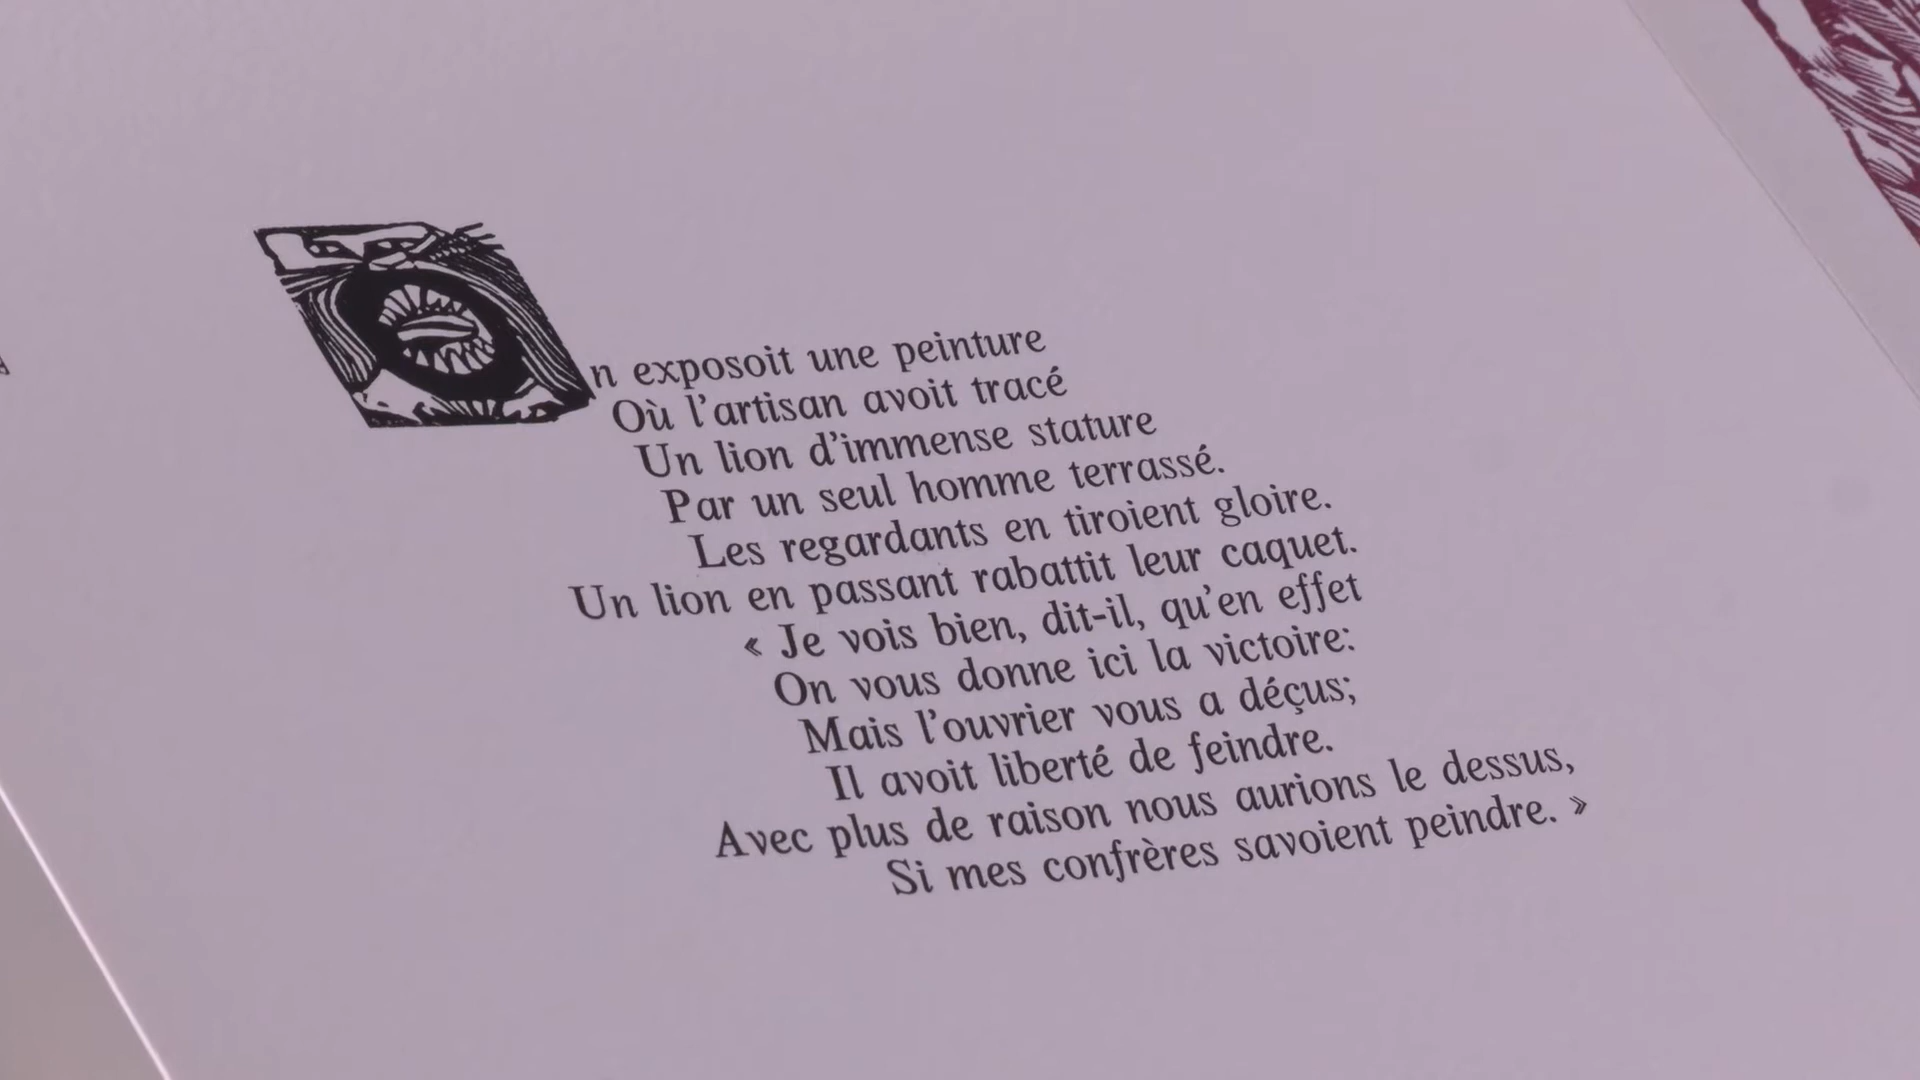 On exposoit une peinture
Où l'artisan avoit tracé
Un lion d'immense stature
Par un seul homme terrassé.
Les regardants en tiroient gloire.
Un lion en passant rabattit leur caquet.
« Je vois bien, dit-il, qu'en effet
On vous donne ici la victoire:
Mais l'ouvrier vous a déçus;
Il avoit liberté de feindre.
Avec plus de raison nous aurions le dessus,
Si mes confrères savoient peindre. »